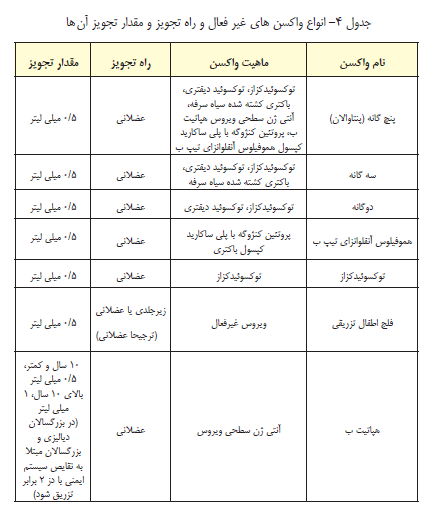 جدول ۴- انواع واکسن های غیر فعال و راه تجویز و مقدار تجویز آن‌ها
نام واکسن
ماهیت واکسن
راه تجویز
مقدار تجویز
پنج گانه (پنتاوالان)
توکسوئیدکزاز، توکسوئید دیفتری،
باکتری کشته شده سیاه سرفه،
آنتی ژن سطحی ویروس هپاتیت
ب، پروتئین کنژوگه با پلی ساکارید
کپسول هموفیلوس آنفلوانزای تیپ ب
عضلانی
۰/۵ میلی لیتر
سه گانه
توکسوئیدکزاز، توکسوئید دیفتری،
باکتری کشته شده سیاه سرفه
عضلانی
۰/۵ میلی لیتر
دوگانه
توکسوئیدکزاز، توکسوئید دیفتری
عضلانی
۰/۵ میلی لیتر
هموفیلوس آنفلوانزای تیپ ب
پروتئین کنژوگه با پلی ساکارید
کپسول باکتری
عضلانی
۰/۵ میلی لیتر
توکسوئیدکزاز
توکسوئیدکزاز
عضلانی
۰/۵ میلی لیتر
فلج اطفال تزریقی
ویروس غیرفعال
زیرجلدی یا عضلانی
(ترجیحا عضلانی)
۰/۵ میلی لیتر
هپاتیت ب
آنتی ژن سطحی ویروس
عضلانی
۱۰ سال و کمتر،
۰/۵ میلی لیتر
بالای ۱۰ سال، ۱
میلی لیتر
(در بزرگسالان
دیالیزی و
بزرگسالان مبتلا
به نقایص سیستم
ایمنی با دز ۲ برابر
تزریق شود)